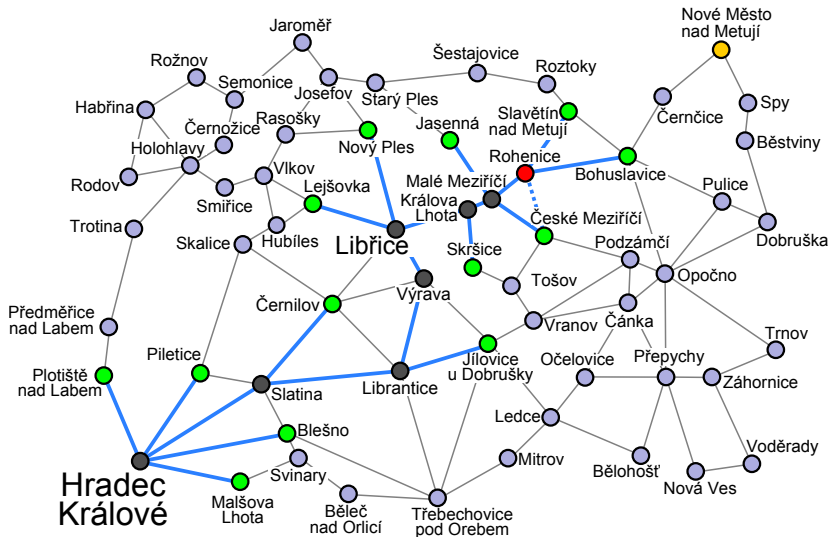 Nové Město
nad Metují
Jaroměř
Šestajovice
Rožnov
Semonice
Josefov
Starý Ples
Roztoky
Habřina
Černčice
Spy
Černožice
Rasošky
Jasenná
Slavětín
nad Metují
Nový Ples
Běstviny
Holohlavy
Rohenice
Bohuslavice
Vlkov
Lejšovka
Malé Meziříčí
Rodov
Smiřice
Králova
Lhota
Pulice
České Meziříčí
Trotina
Skalice
Hubíles
Libřice
Skršice
Podzámčí
Dobruška
Opočno
Tošov
Výrava
Černilov
Předměřice
nad Labem
Vranov
Čánka
Trnov
Piletice
Jílovice
u Dobrušky
Očelovice
Přepychy
Plotiště
nad Labem
Slatina
Librantice
Záhornice
Blešno
Ledce
Voděrady
Mitrov
Svinary
Bělohošť
Nová Ves
Hradec
Králové
Malšova
Lhota
Běleč
nad Orlicí
Třebechovice
pod Orebem